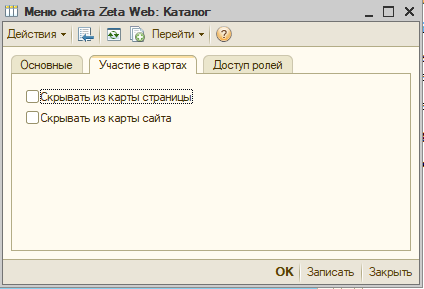 Меню сайта Zeta Web: Каталог
Действия Перейти ?
Основные Участие в картах Доступ ролей
Скрывать из карты страницы
Скрывать из карты сайта
OK Записать Закрыть